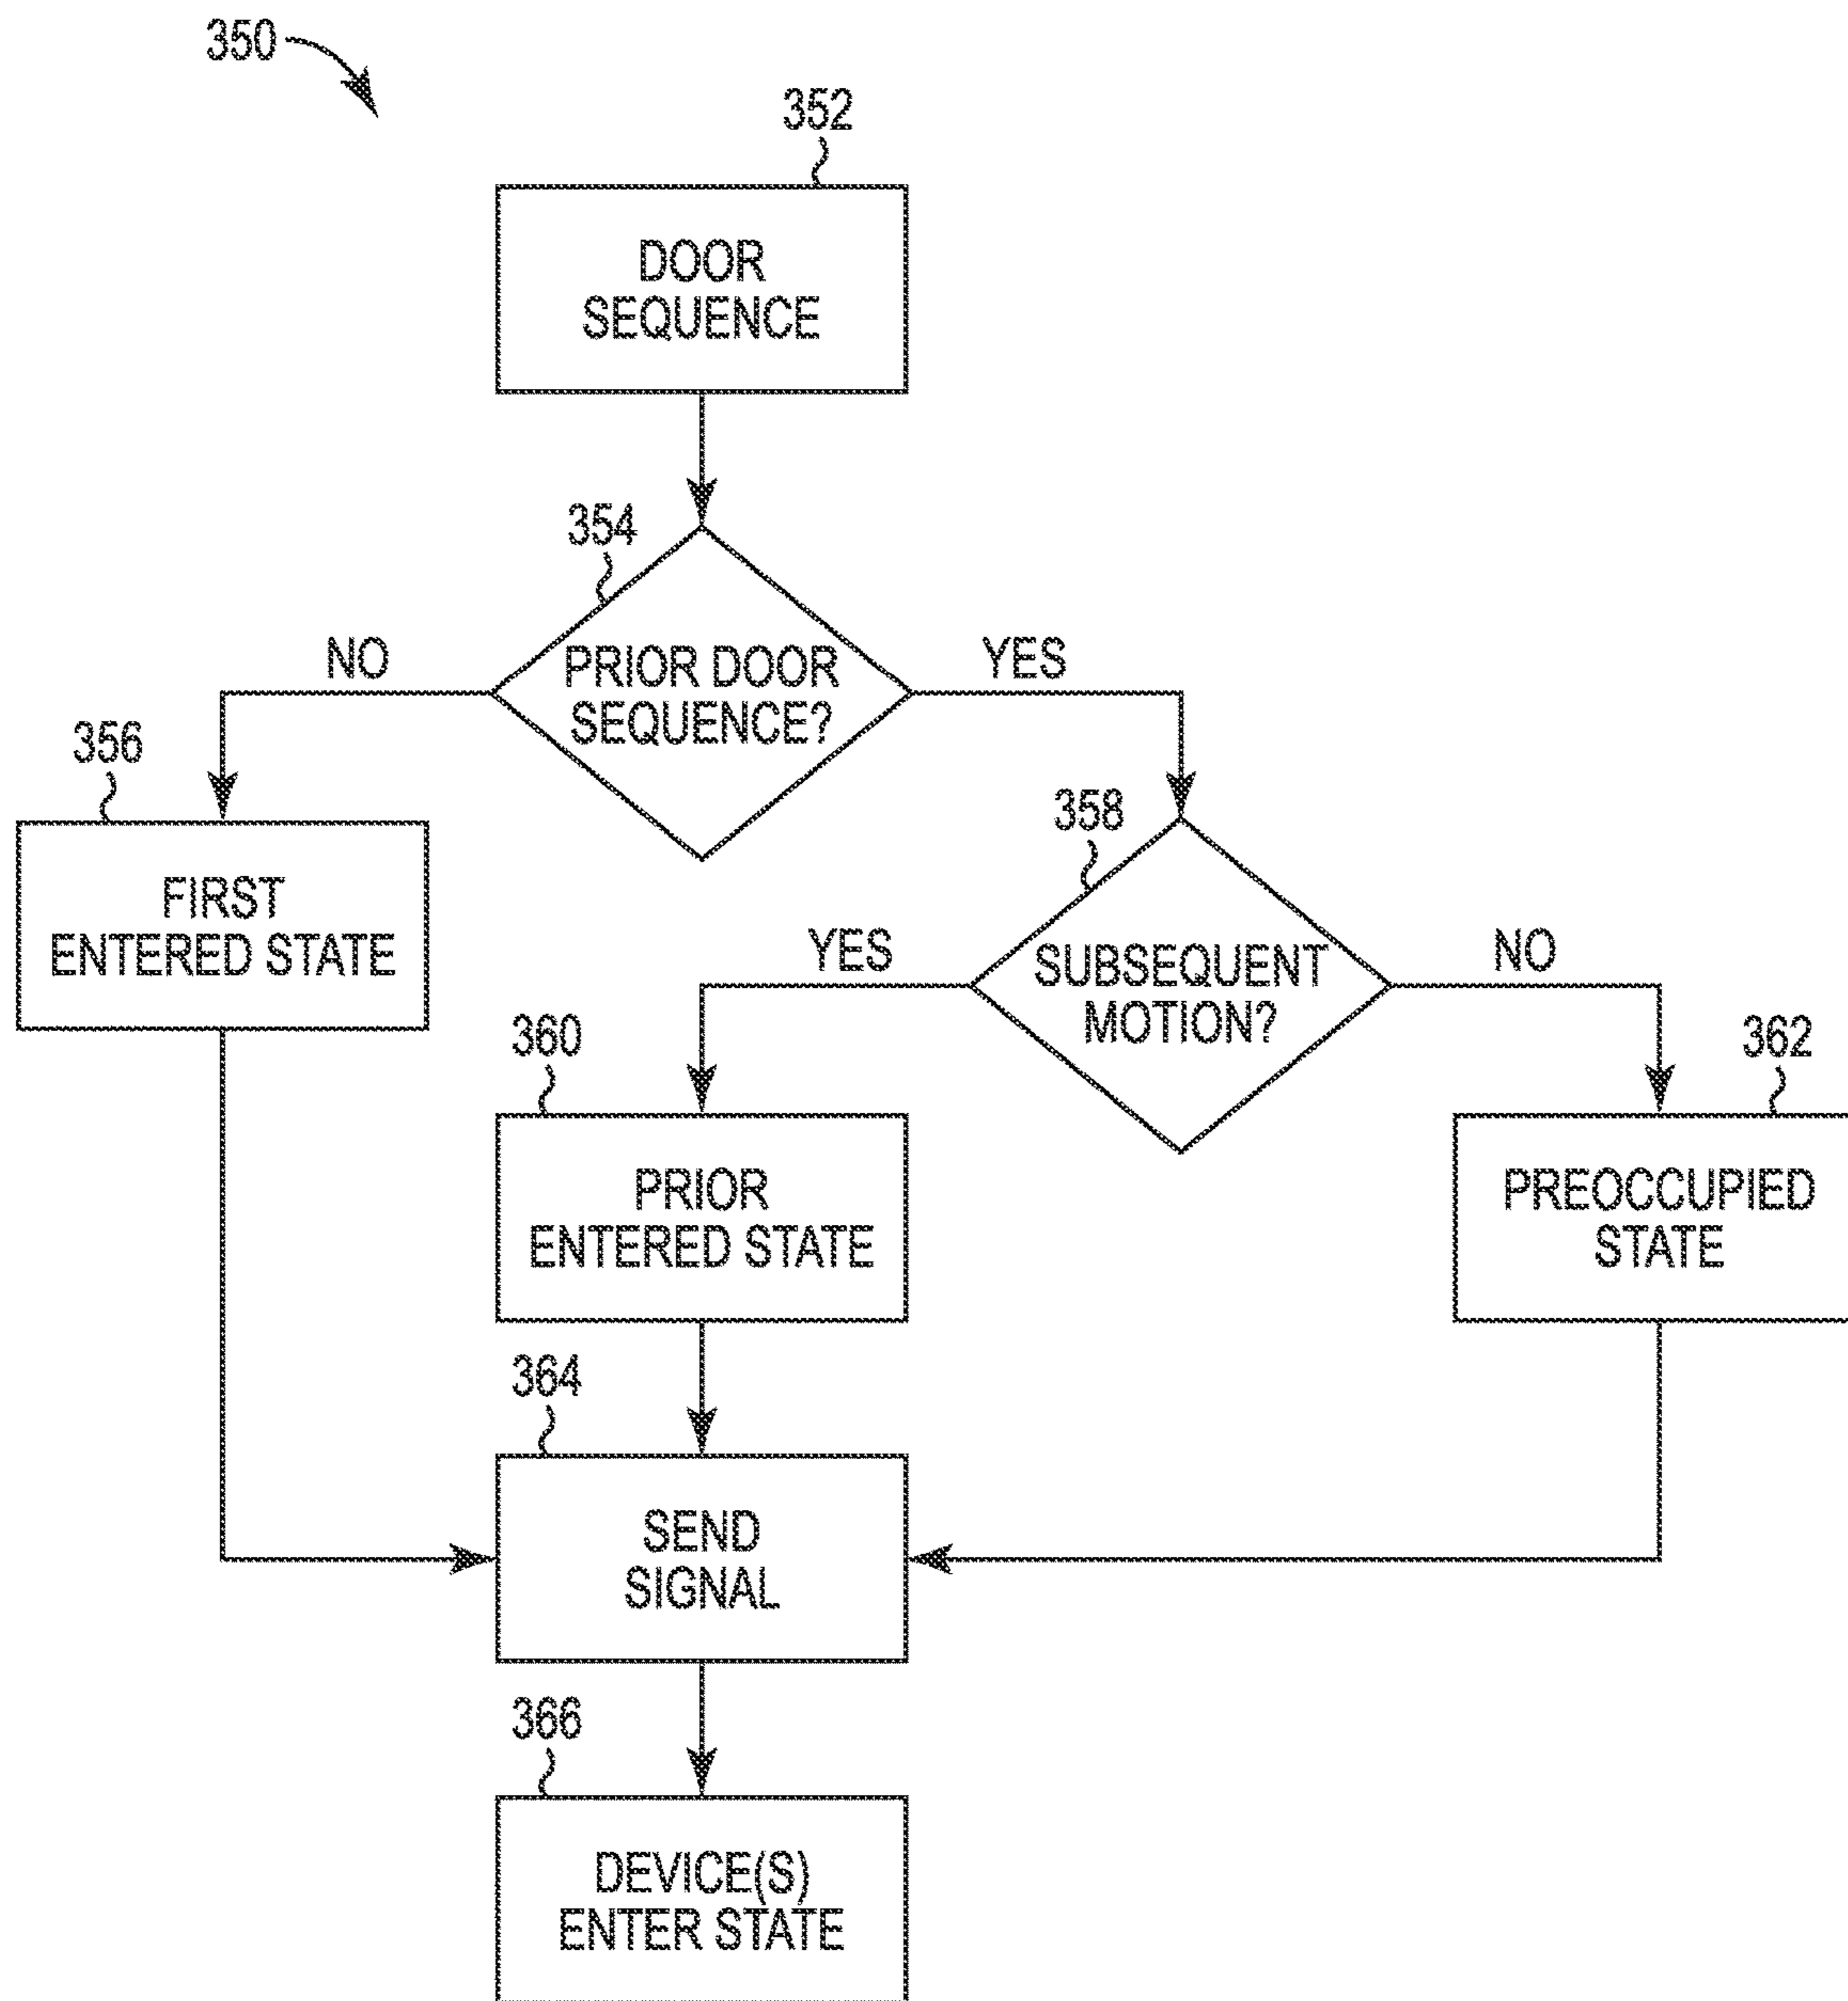 350
352
DOOR
SEQUENCE
354
NO
PRIOR DOOR
SEQUENCE?
YES
356
FIRST
ENTERED STATE
358
YES
SUBSEQUENT
MOTION?
NO
360
PRIOR
ENTERED STATE
362
PREOCCUPIED
STATE
364
SEND
SIGNAL
366
DEVICE(S)
ENTER STATE